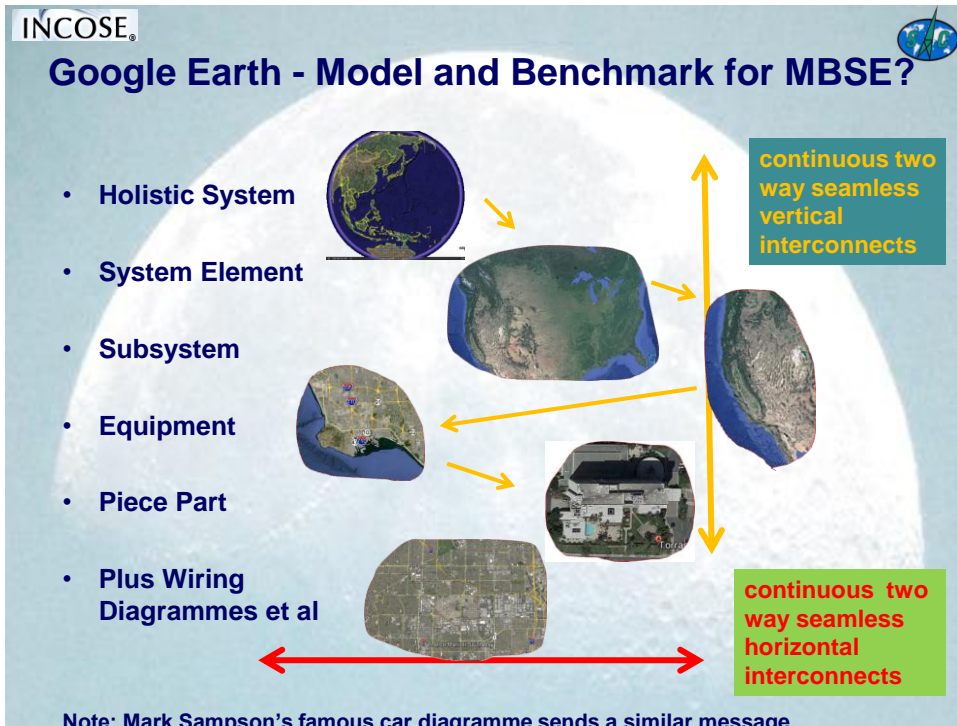 INCOSE®
Google Earth - Model and Benchmark for MBSE?
• Holistic System
• System Element
• Subsystem
• Equipment
• Piece Part
• Plus Wiring
Diagrammes et al
continuous two
way seamless
vertical
interconnects
Torra
continuous two
way seamless
horizontal
interconnects
Note: Mark Sampson's famous car diagramme sends a similar message